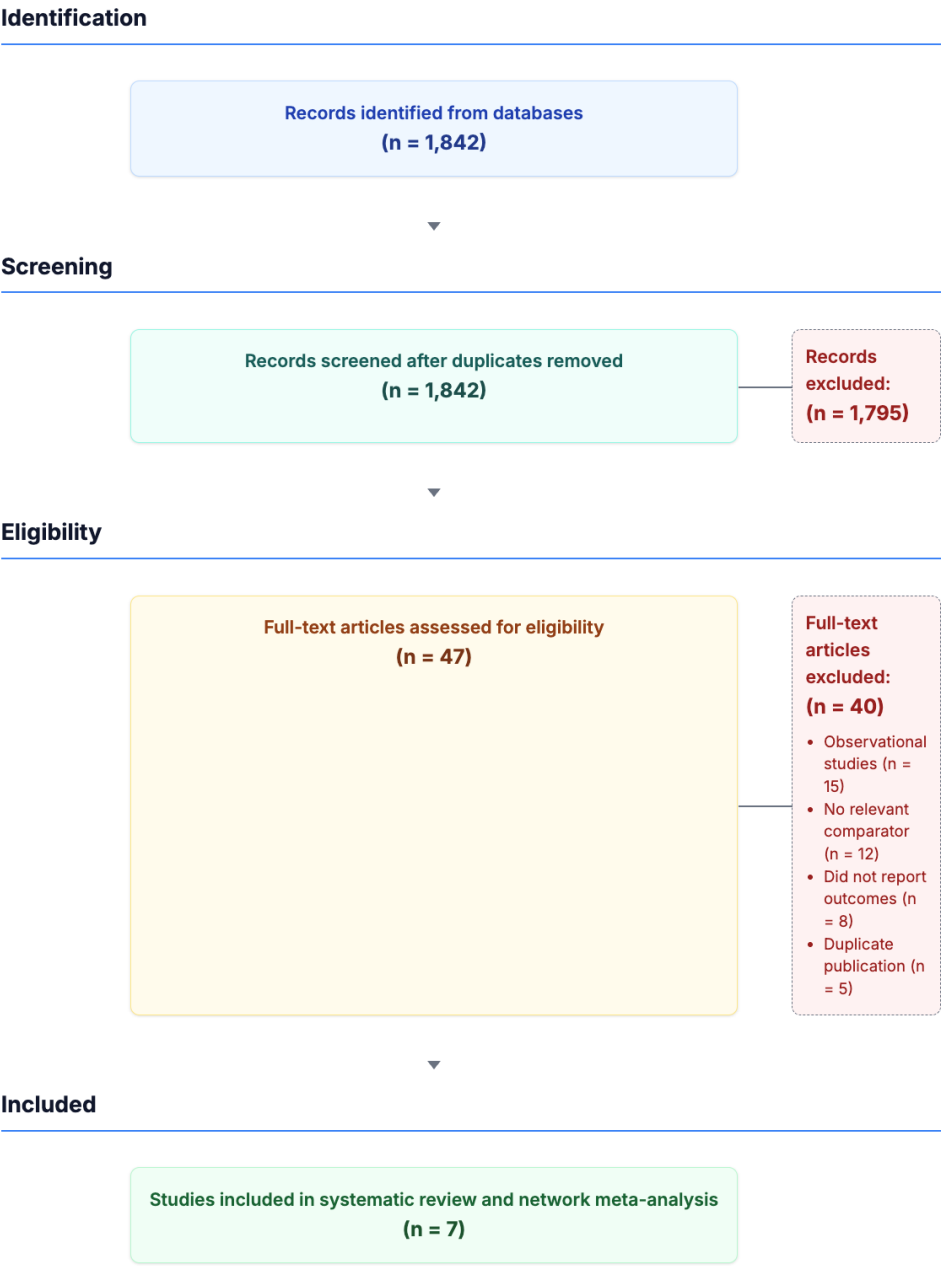 Identification
Records identified from databases
(n = 1,842)
Screening
Records screened after duplicates removed
(n = 1,842)
Records
excluded:
(n = 1,795)
Eligibility
Full-text articles assessed for eligibility
(n = 47)
Full-text
articles
excluded:
(n = 40)
• Observational
studies (n =
15)
• No relevant
comparator
(n = 12)
• Did not report
outcomes (n
= 8)
• Duplicate
publication (n
= 5)
Included
Studies included in systematic review and network meta-analysis
(n = 7)